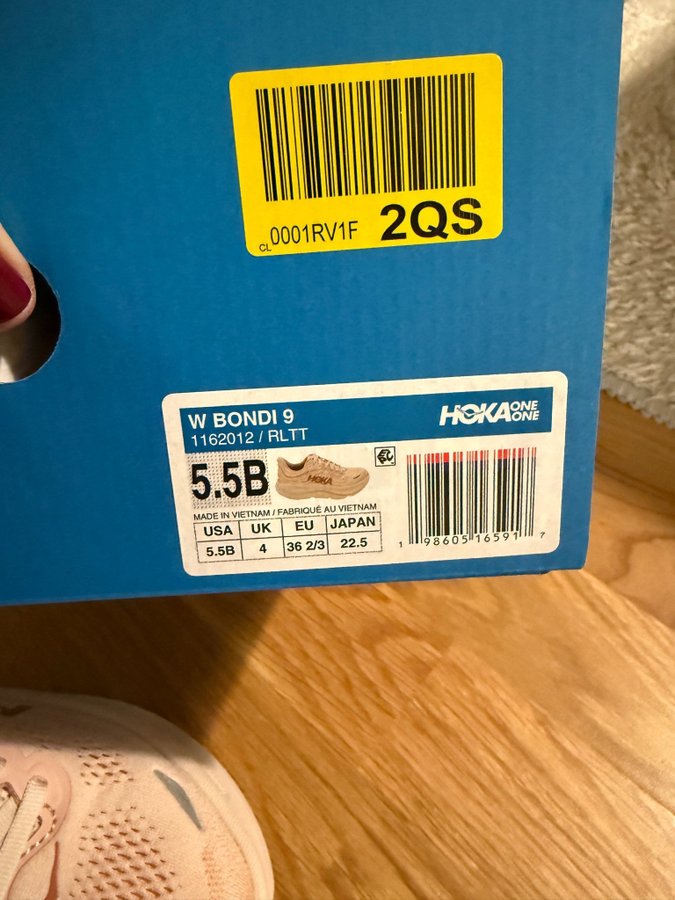 CL0001RV1F 2QS
W BONDI 9
1162012 / RLTT
HOKA ONE ONE
5.5B
HOKA
MADE IN VIETNAM / FABRIQUÉ AU VIETNAM
USA UK EU JAPAN
5.5B 4 36 2/3 22.5
1 98605 16591 7